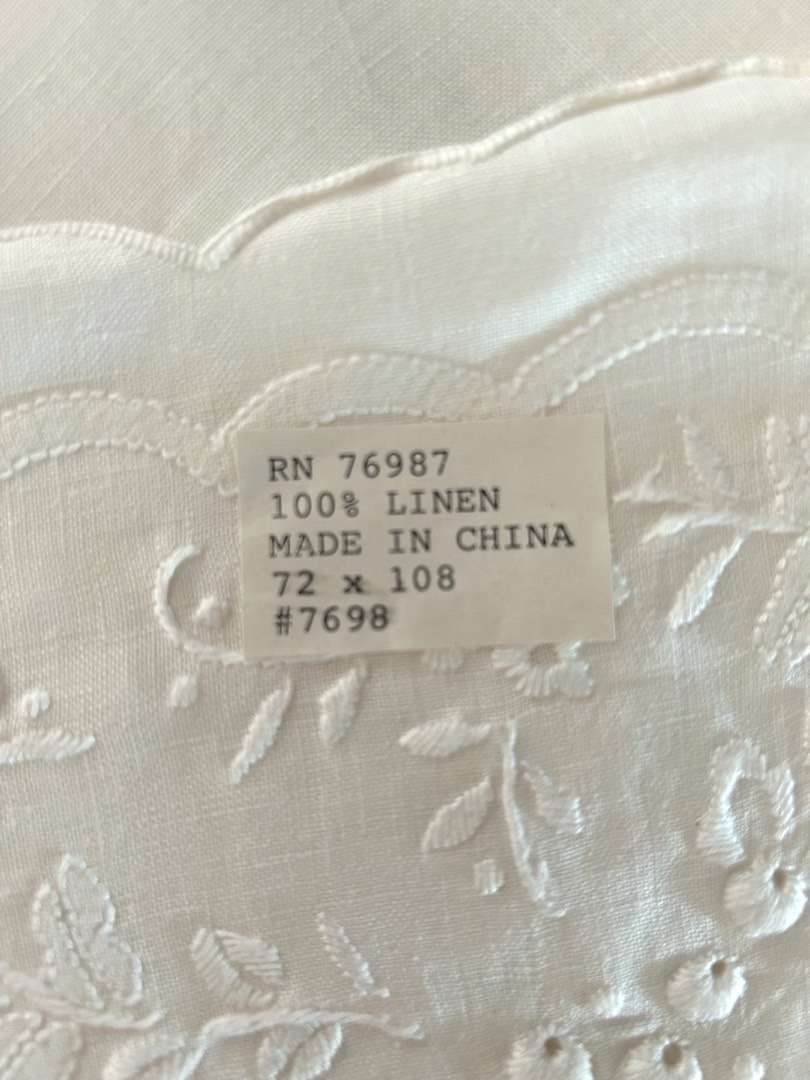 RN 76987
100% LINEN
MADE IN CHINA
72 x 108
#7698